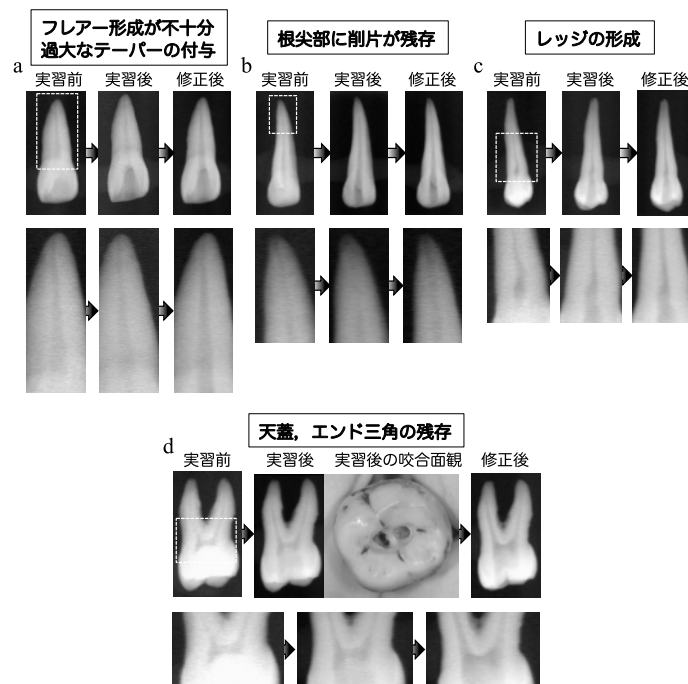 フレアー形成が不十分
過大なテーパーの付与
a
実習前
実習後
修正後
根尖部に削片が残存
b
実習前
実習後
修正後
レッジの形成
c
実習前
実習後
修正後
天蓋，エンド三角の残存
d
実習前
実習後
実習後の咬合面観
修正後